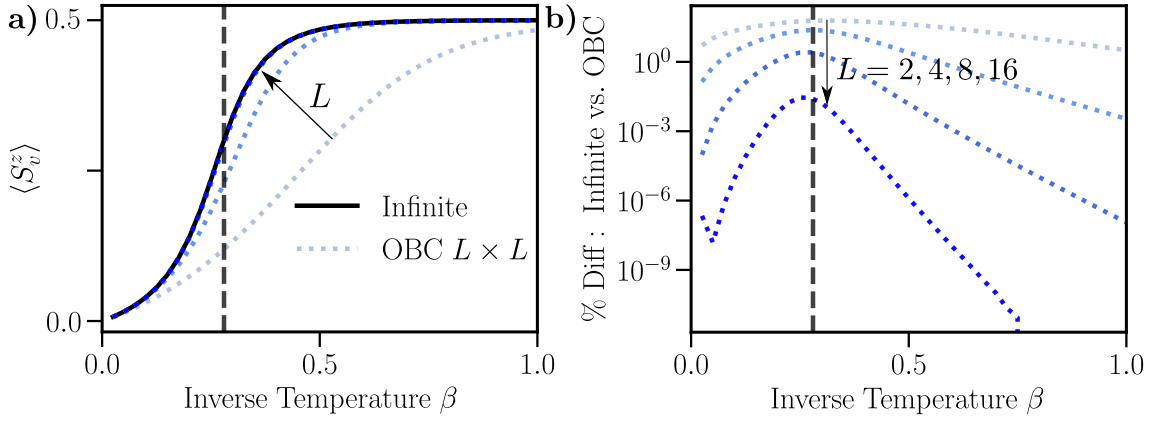 a)
0.5
0.0
⟨S_v^z⟩
L
Infinite
OBC L × L
0.0 0.5 1.0
Inverse Temperature β
b)
% Diff : Infinite vs. OBC
10^0
10^{-3}
10^{-6}
10^{-9}
L = 2, 4, 8, 16
0.0 0.5 1.0
Inverse Temperature β